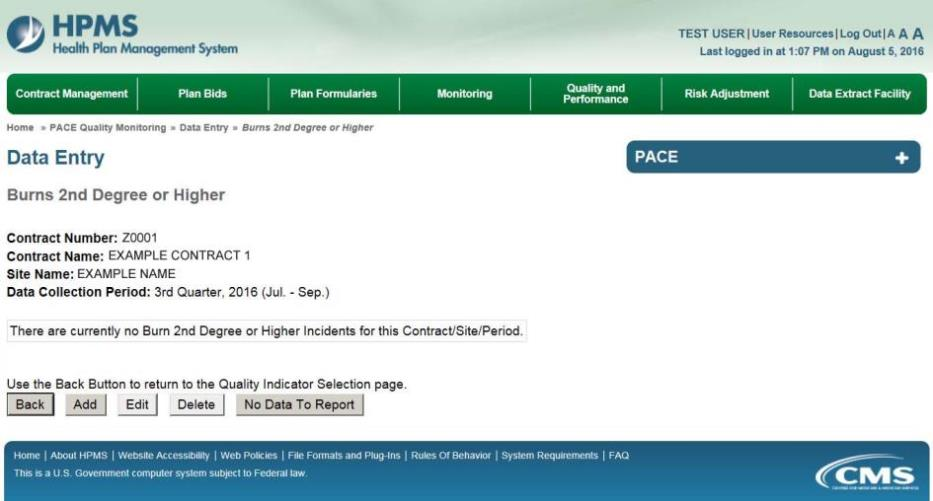 HPMS
Health Plan Management System
TEST USER | User Resources | Log Out | A A A
Last logged in at 1:07 PM on August 5, 2016
Contract Management Plan Bids Plan Formularies Monitoring Quality and Performance Risk Adjustment Data Extract Facility
Home » PACE Quality Monitoring » Data Entry » Burns 2nd Degree or Higher
Data Entry
PACE +
Burns 2nd Degree or Higher
Contract Number: Z0001
Contract Name: EXAMPLE CONTRACT 1
Site Name: EXAMPLE NAME
Data Collection Period: 3rd Quarter, 2016 (Jul. - Sep.)
There are currently no Burn 2nd Degree or Higher Incidents for this Contract/Site/Period.
Use the Back Button to return to the Quality Indicator Selection page.
Back Add Edit Delete No Data To Report
Home | About HPMS | Website Accessibility | Web Policies | File Formats and Plug-Ins | Rules Of Behavior | System Requirements | FAQ
This is a U.S. Government computer system subject to Federal law.
CMS